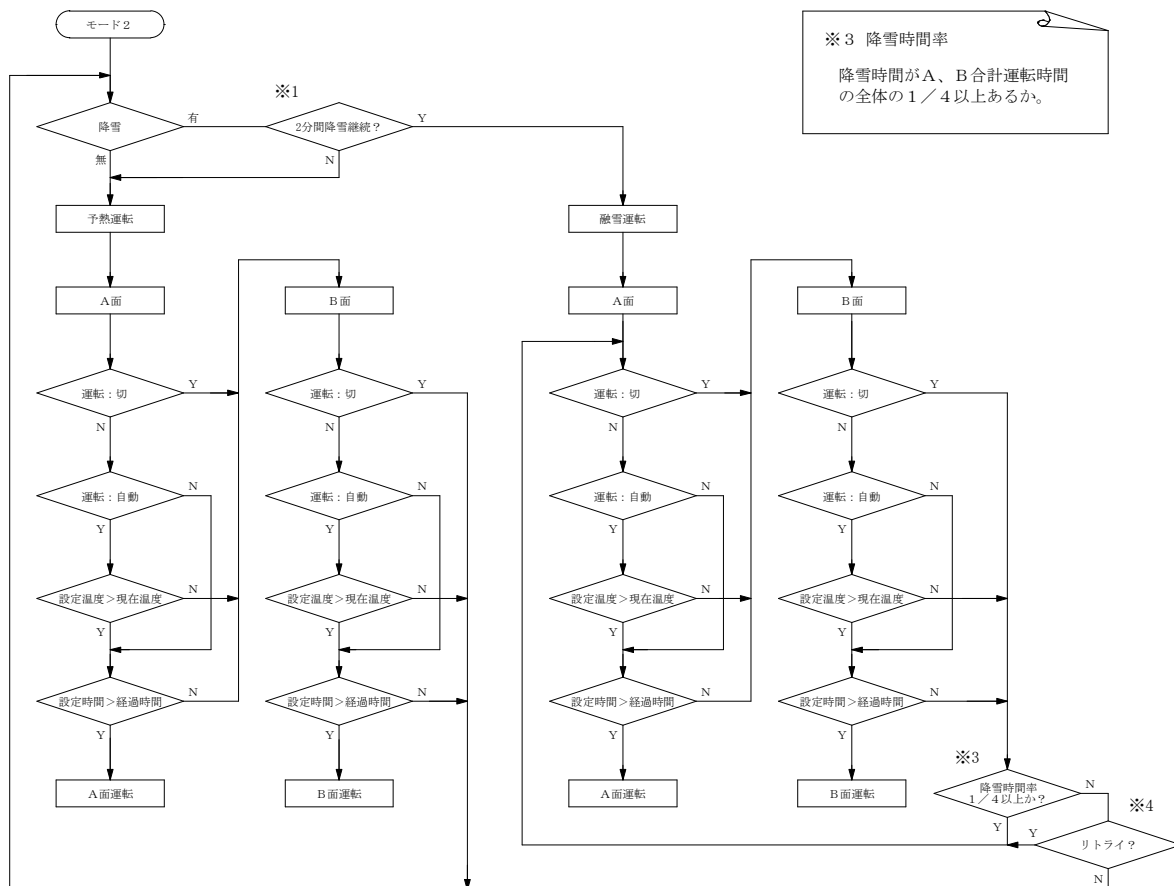 モード２
※３ 降雪時間率
降雪時間がＡ、Ｂ合計運転時間
の全体の１／４以上あるか。
※1
降雪
有
2分間降雪継続？
Y
無
N
予熱運転
融雪運転
Ａ面
Ｂ面
Ａ面
Ｂ面
運転：切
Y
運転：切
Y
運転：切
Y
運転：切
Y
N
N
N
N
運転：自動
N
運転：自動
N
運転：自動
N
運転：自動
N
Y
Y
Y
Y
設定温度＞現在温度
N
設定温度＞現在温度
N
設定温度＞現在温度
N
設定温度＞現在温度
N
Y
Y
Y
Y
設定時間＞経過時間
N
設定時間＞経過時間
N
設定時間＞経過時間
N
設定時間＞経過時間
N
Y
Y
Y
Y
Ａ面運転
Ｂ面運転
Ａ面運転
Ｂ面運転
※3
降雪時間率
１／４以上か？
N
※4
Y
Y
リトライ？
N